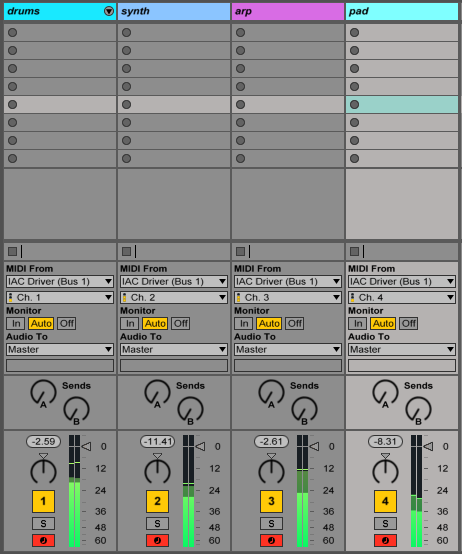 drums synth arp pad
MIDI From MIDI From MIDI From MIDI From
IAC Driver (Bus 1) IAC Driver (Bus 1) IAC Driver (Bus 1) IAC Driver (Bus 1)
Ch. 1 Ch. 2 Ch. 3 Ch. 4
Monitor Monitor Monitor Monitor
In Auto Off In Auto Off In Auto Off In Auto Off
Audio To Audio To Audio To Audio To
Master Master Master Master
Sends Sends Sends Sends
A B A B A B A B
-2.59 0 -11.41 0 -2.61 0 -8.31 0
12 12 12 12
24 24 24 24
1 2 3 4
36 36 36 36
S 48 S 48 S 48 S 48
60 60 60 60